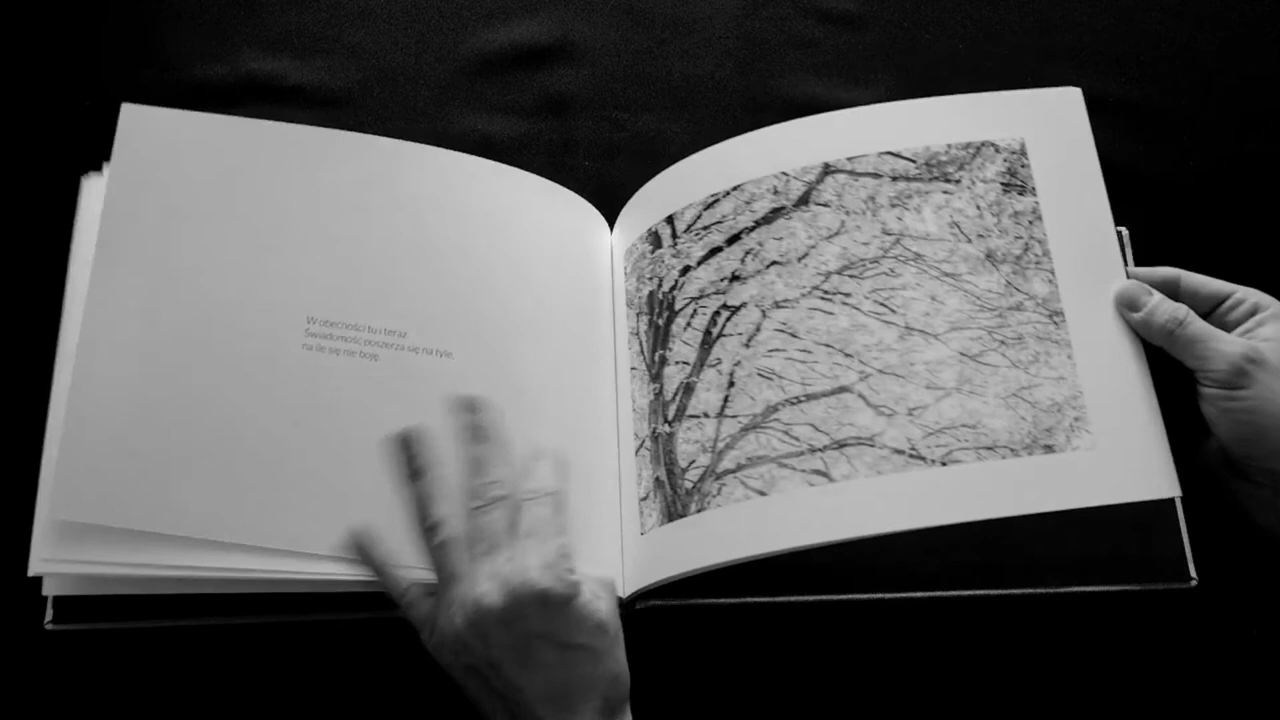 W obecności tu i teraz.
Świadomość poszerza się na tyle,
na ile się nie boję.